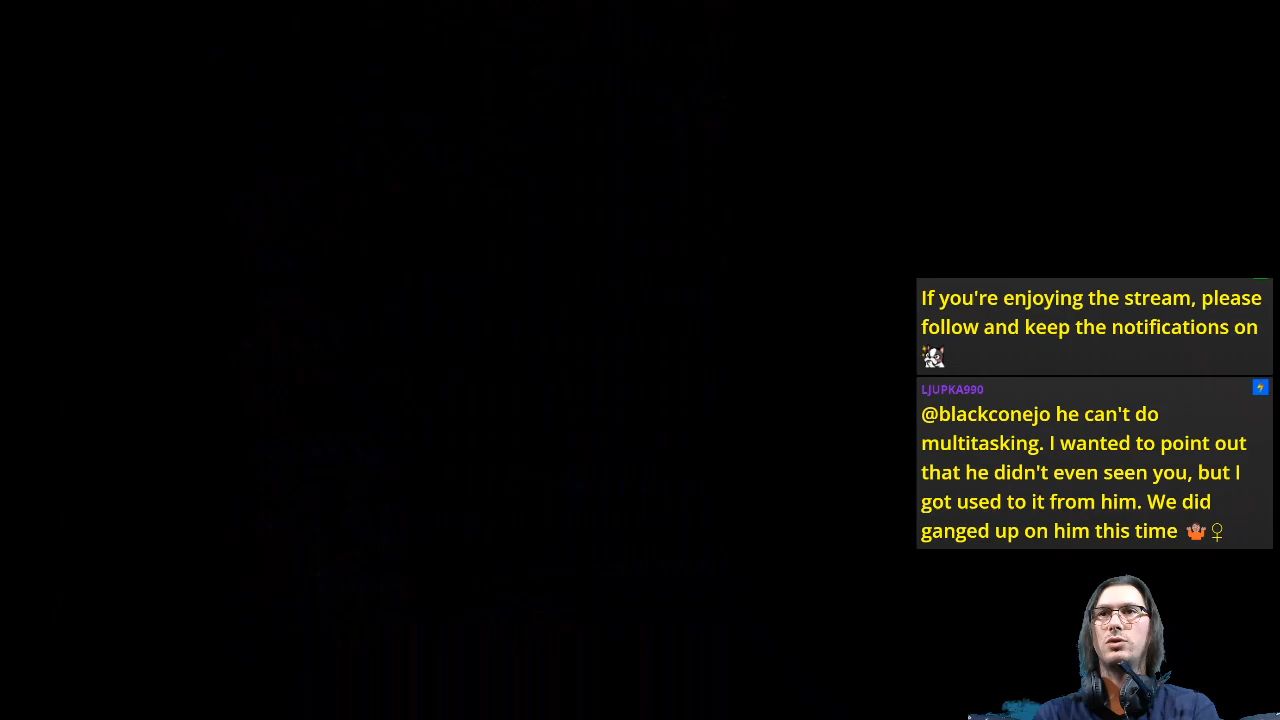 If you're enjoying the stream, please
follow and keep the notifications on
LJUPKA990
@blackconejo he can't do
multitasking. I wanted to point out
that he didn't even seen you, but I
got used to it from him. We did
ganged up on him this time 🤷🏽♀